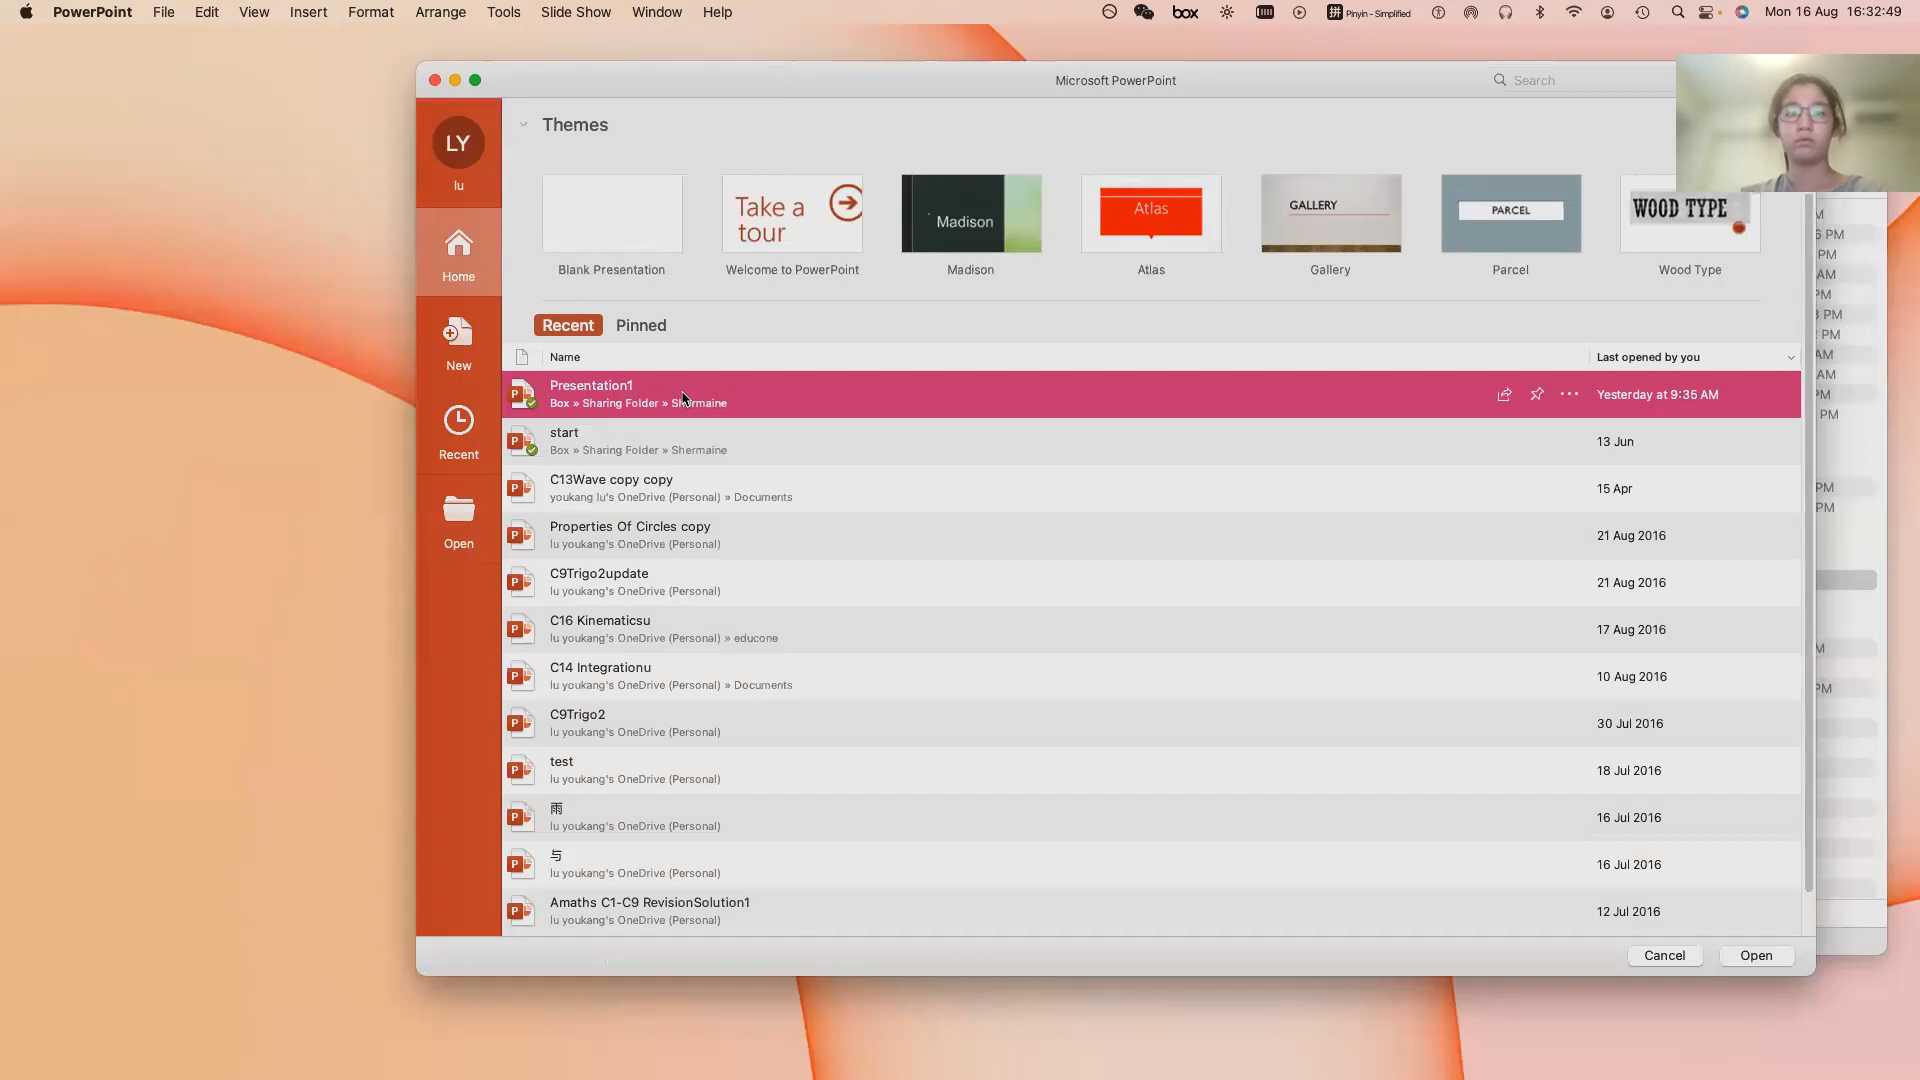 PowerPoint File Edit View Insert Format Arrange Tools Slide Show Window Help box 拼 Pinyin - Simplified Mon 16 Aug 16:32:49
Microsoft PowerPoint Search
LY
lu
Home
New
Recent
Open
Themes
Take a tour
Madison
Atlas
GALLERY
PARCEL
WOOD TYPE
Blank Presentation Welcome to PowerPoint Madison Atlas Gallery Parcel Wood Type
Recent Pinned
Name Last opened by you
Presentation1
Box » Sharing Folder » Shermaine
Yesterday at 9:35 AM
start
Box » Sharing Folder » Shermaine
13 Jun
C13Wave copy copy
youkang lu's OneDrive (Personal) » Documents
15 Apr
Properties Of Circles copy
lu youkang's OneDrive (Personal)
21 Aug 2016
C9Trigo2update
lu youkang's OneDrive (Personal)
21 Aug 2016
C16 Kinematicsu
lu youkang's OneDrive (Personal) » educone
17 Aug 2016
C14 Integrationu
lu youkang's OneDrive (Personal) » Documents
10 Aug 2016
C9Trigo2
lu youkang's OneDrive (Personal)
30 Jul 2016
test
lu youkang's OneDrive (Personal)
18 Jul 2016
雨
lu youkang's OneDrive (Personal)
16 Jul 2016
与
lu youkang's OneDrive (Personal)
16 Jul 2016
Amaths C1-C9 RevisionSolution1
lu youkang's OneDrive (Personal)
12 Jul 2016
Cancel Open